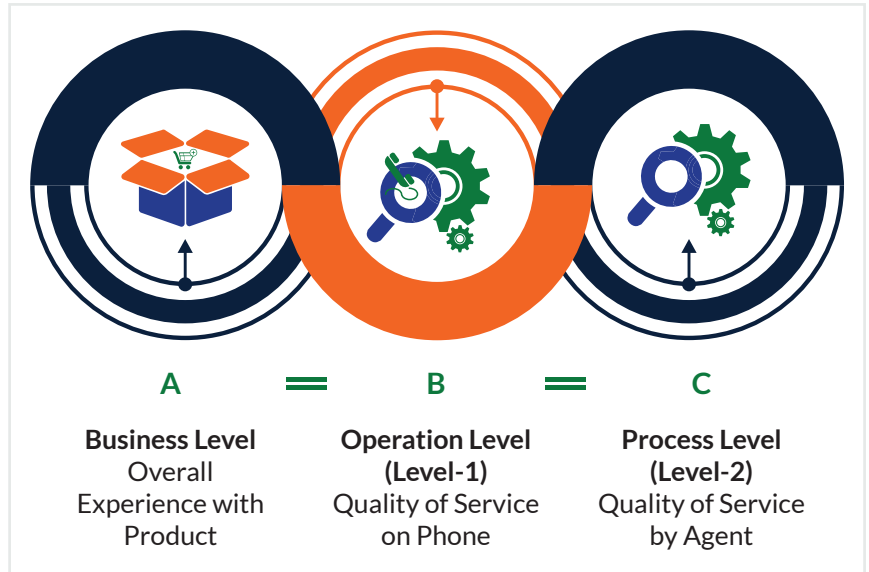 A = B = C
Business Level
Overall
Experience with
Product
Operation Level
(Level-1)
Quality of Service
on Phone
Process Level
(Level-2)
Quality of Service
by Agent